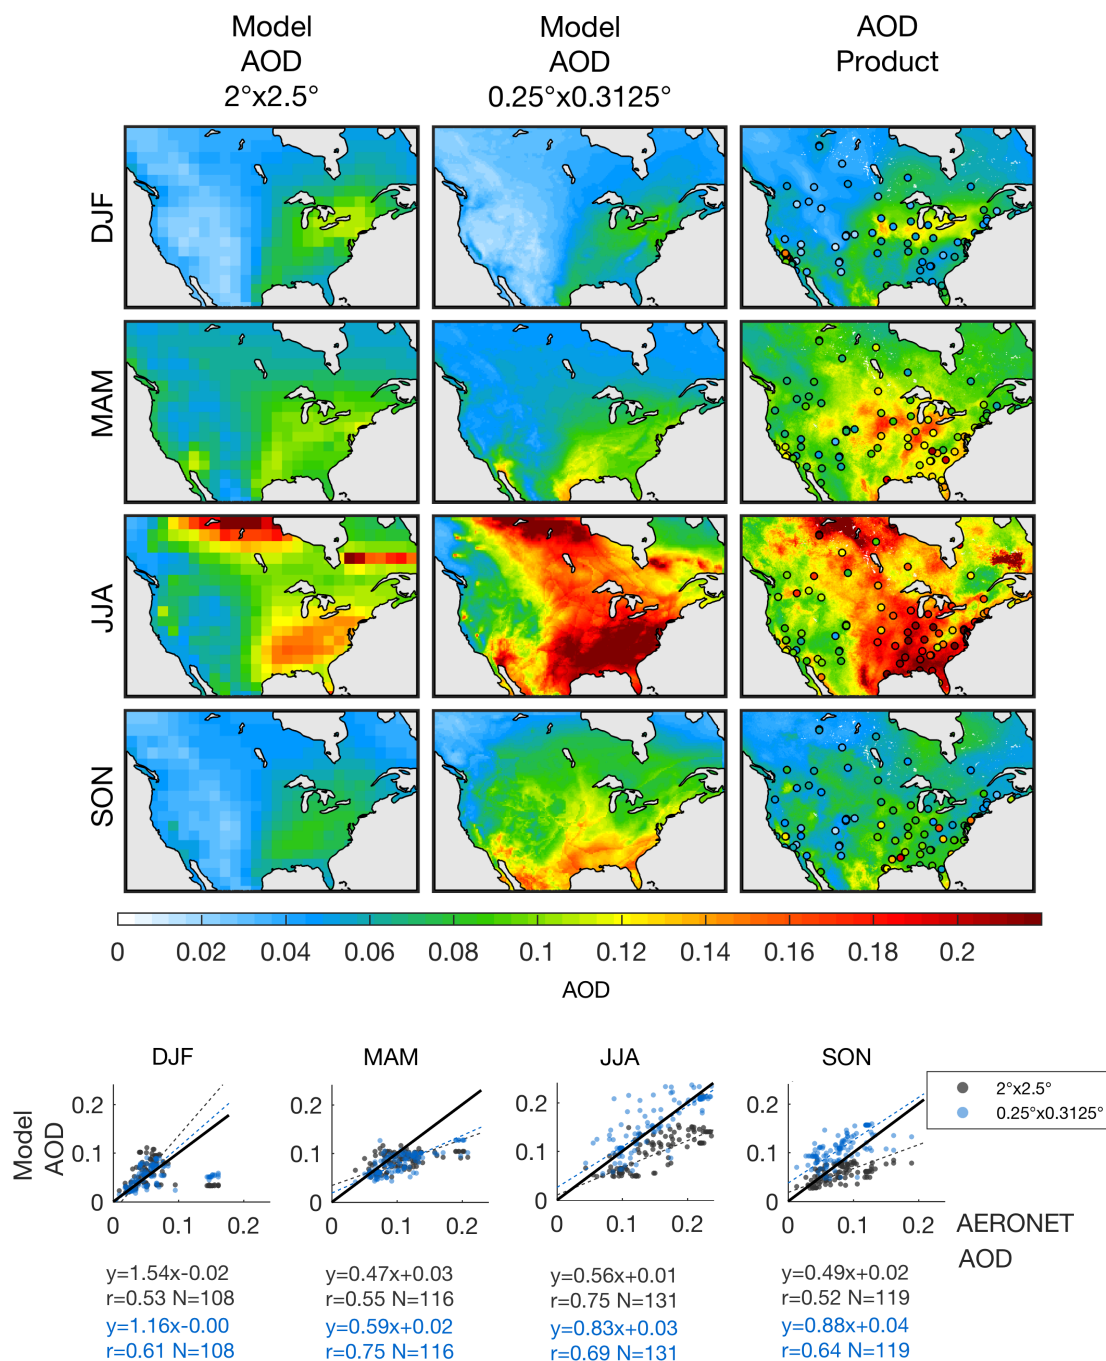 Model
AOD
2°x2.5°
Model
AOD
0.25°x0.3125°
AOD
Product
DJF
MAM
JJA
SON
0 0.02 0.04 0.06 0.08 0.1 0.12 0.14 0.16 0.18 0.2
AOD
DJF MAM JJA SON
2°x2.5°
0.25°x0.3125°
Model
AOD
0.2 0.2 0.2 0.2
0.1 0.1 0.1 0.1
0 0 0 0
0 0.1 0 0.1 0.2 0 0.1 0.2 0 0.1 0.2
AERONET
AOD
y=1.54x-0.02
r=0.53 N=108
y=1.16x-0.00
r=0.61 N=108
y=0.47x+0.03
r=0.55 N=116
y=0.59x+0.02
r=0.75 N=116
y=0.56x+0.01
r=0.75 N=131
y=0.83x+0.03
r=0.69 N=131
y=0.49x+0.02
r=0.52 N=119
y=0.88x+0.04
r=0.64 N=119